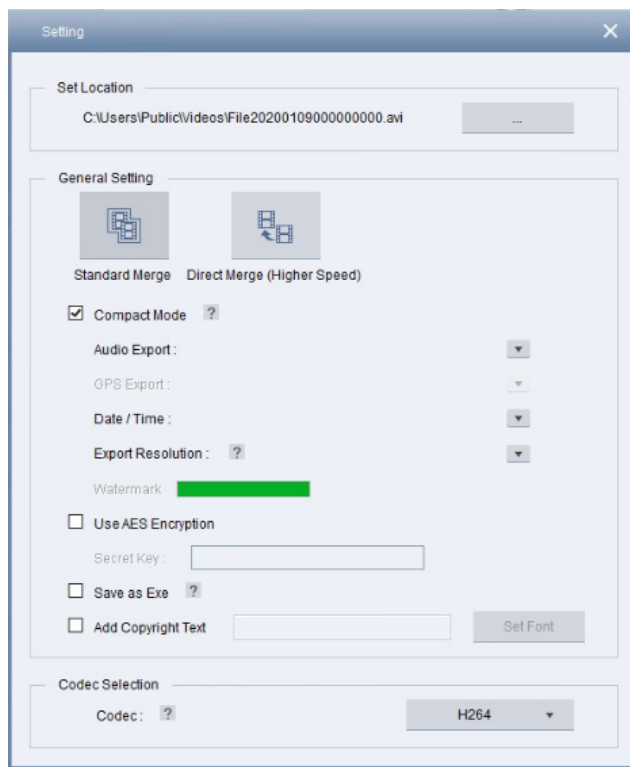 Setting
Set Location
C:\Users\Public\Videos\File20200109000000000.avi
...
General Setting
Standard Merge Direct Merge (Higher Speed)
Compact Mode ?
Audio Export :
GPS Export :
Date / Time :
Export Resolution : ?
Watermark
Use AES Encryption
Secret Key :
Save as Exe ?
Add Copyright Text Set Font
Codec Selection
Codec : ? H264